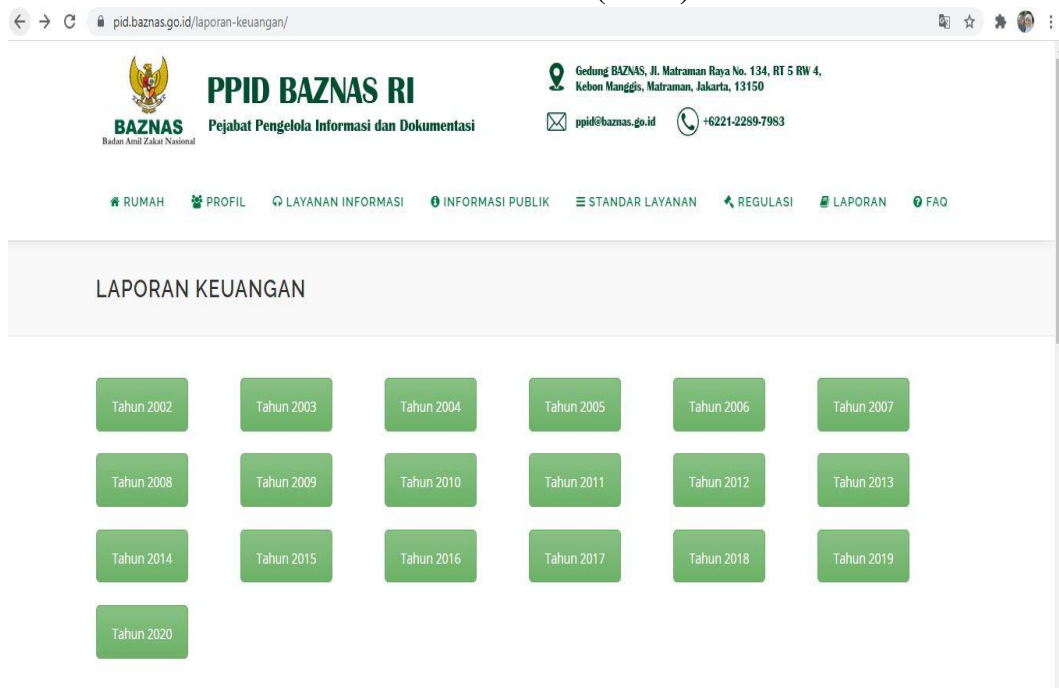 pid.baznas.go.id/laporan-keuangan/
BAZNAS
Badan Amil Zakat Nasional
PPID BAZNAS RI
Pejabat Pengelola Informasi dan Dokumentasi
Gedung BAZNAS, Jl. Matraman Raya No. 134, RT 5 RW 4,
Kebon Manggis, Matraman, Jakarta, 13150
ppid@baznas.go.id +6221-2289-7983
RUMAH PROFIL LAYANAN INFORMASI INFORMASI PUBLIK STANDAR LAYANAN REGULASI LAPORAN FAQ
LAPORAN KEUANGAN
Tahun 2002 Tahun 2003 Tahun 2004 Tahun 2005 Tahun 2006 Tahun 2007
Tahun 2008 Tahun 2009 Tahun 2010 Tahun 2011 Tahun 2012 Tahun 2013
Tahun 2014 Tahun 2015 Tahun 2016 Tahun 2017 Tahun 2018 Tahun 2019
Tahun 2020